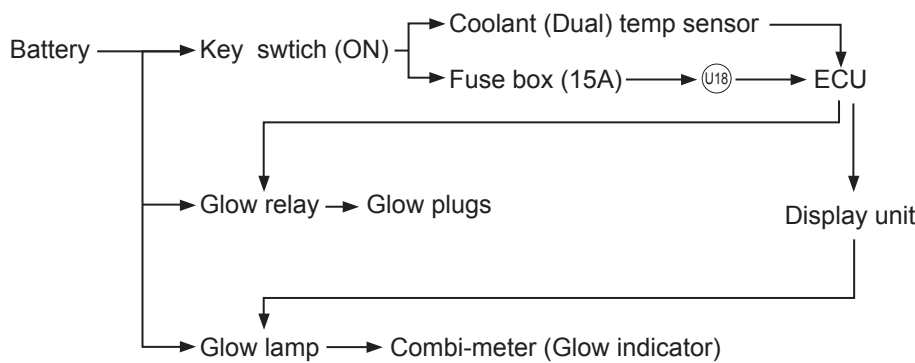 Coolant (Dual) temp sensor
Battery Key swtich (ON)
Fuse box (15A) U18 ECU
Glow relay Glow plugs
Display unit
Glow lamp Combi-meter (Glow indicator)